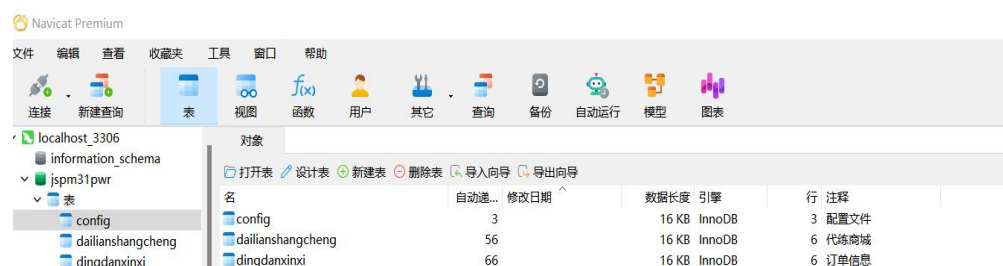 Navicat Premium
文件 编辑 查看 收藏夹 工具 窗口 帮助
连接 新建查询 表 视图 函数 用户 其它 查询 备份 自动运行 模型 图表
localhost_3306
information_schema
jspm31pwr
表
config
dailianshangcheng
dingdanxinxi
对象
打开表 设计表 新建表 删除表 导入向导 导出向导
名 自动递... 修改日期 数据长度 引擎 行 注释
config 3 16 KB InnoDB 3 配置文件
dailianshangcheng 56 16 KB InnoDB 6 代练商城
dingdanxinxi 66 16 KB InnoDB 6 订单信息